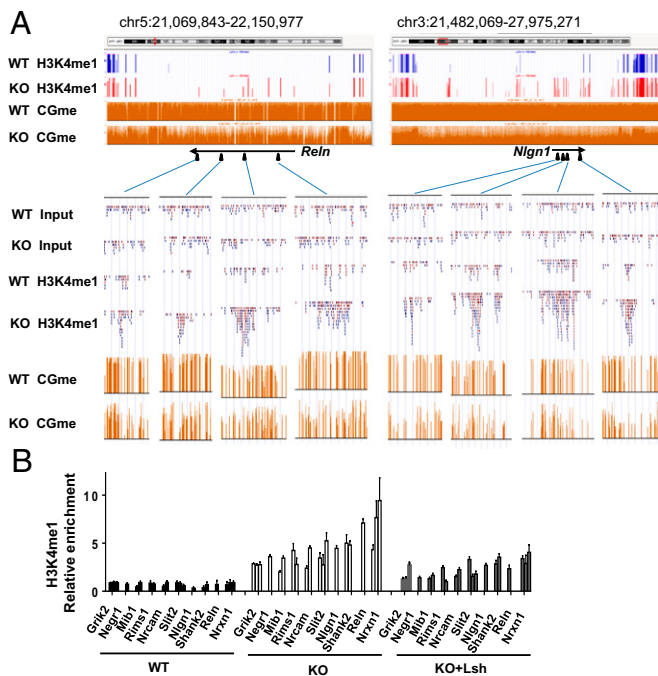 A
chr5:21,069,843-22,150,977
chr3:21,482,069-27,975,271
WT H3K4me1
KO H3K4me1
WT CGme
KO CGme
Reln
Nlgn1
WT Input
KO Input
WT H3K4me1
KO H3K4me1
WT CGme
KO CGme
B
H3K4me1
Relative enrichment
10
5
0
Grik2
Negr1
Mib1
Rims1
Nrcam
Slit2
Nlgn1
Shank2
Reln
Nrxn1
WT
Grik2
Negr1
Mib1
Rims1
Nrcam
Slit2
Nlgn1
Shank2
Reln
Nrxn1
KO
Grik2
Negr1
Mib1
Rims1
Nrcam
Slit2
Nlgn1
Shank2
Reln
Nrxn1
KO+Lsh